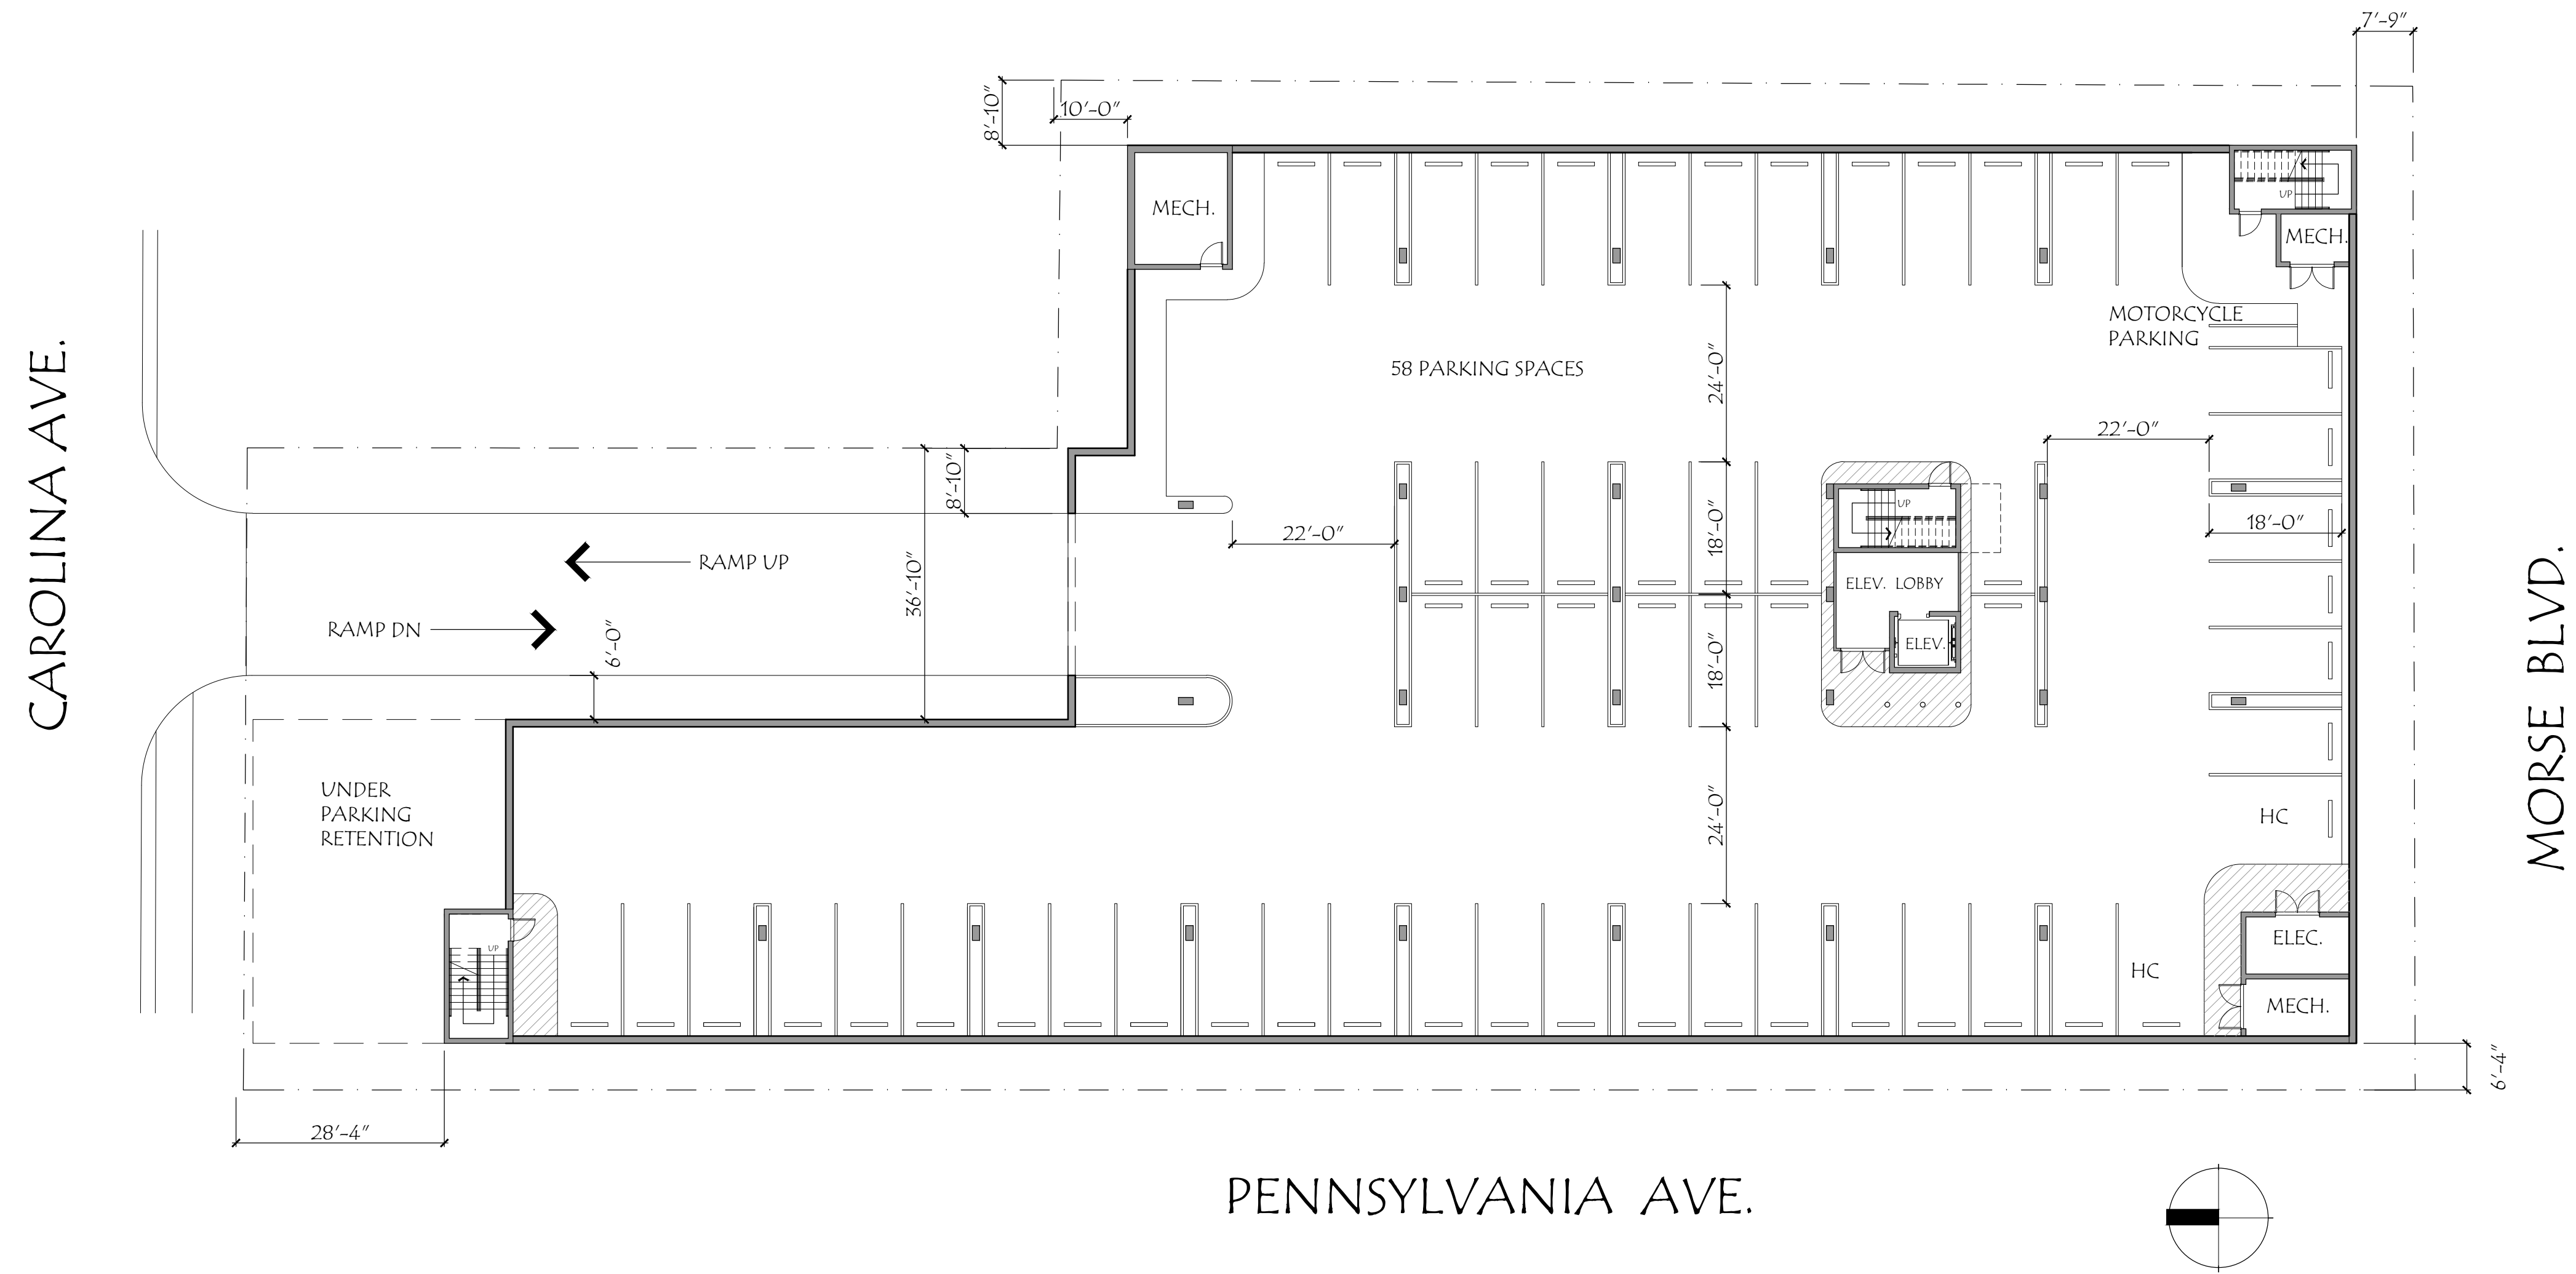 7'-9"
8'-10"
10'-0"
MECH.
UP
MECH.
MOTORCYCLE
PARKING
58 PARKING SPACES
24'-0"
22'-0"
CAROLINA AVE.
8'-10"
36'-10"
22'-0"
18'-0"
UP
18'-0"
RAMP UP
ELEV. LOBBY
RAMP DN
6'-0"
ELEV.
18'-0"
MORSE BLVD.
UNDER
PARKING
RETENTION
24'-0"
HC
UP
ELEC.
HC
MECH.
6'-4"
28'-4"
PENNSYLVANIA AVE.